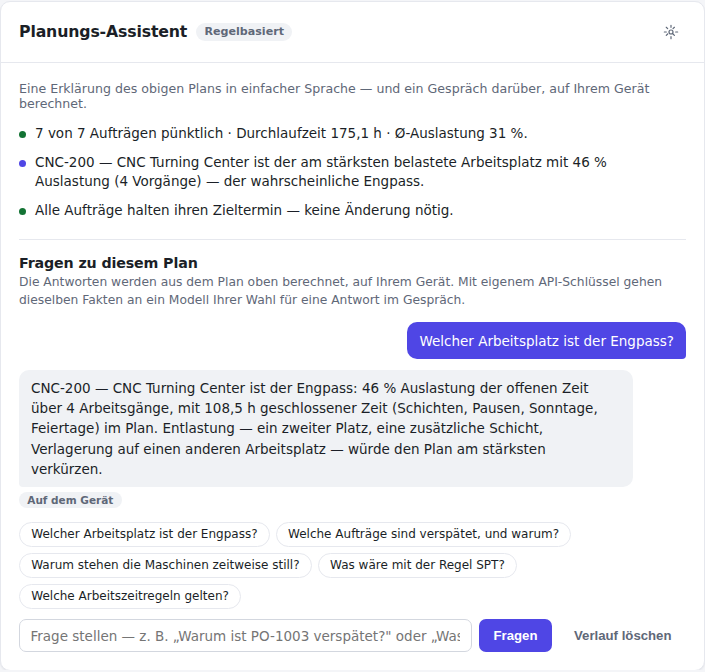 Planungs-Assistent Regelbasiert
Eine Erklärung des obigen Plans in einfacher Sprache — und ein Gespräch darüber, auf Ihrem Gerät
berechnet.
7 von 7 Aufträgen pünktlich · Durchlaufzeit 175,1 h · Ø-Auslastung 31 %.
CNC-200 — CNC Turning Center ist der am stärksten belastete Arbeitsplatz mit 46 %
Auslastung (4 Vorgänge) — der wahrscheinliche Engpass.
Alle Aufträge halten ihren Zieltermin — keine Änderung nötig.
Fragen zu diesem Plan
Die Antworten werden aus dem Plan oben berechnet, auf Ihrem Gerät. Mit eigenem API-Schlüssel gehen
dieselben Fakten an ein Modell Ihrer Wahl für eine Antwort im Gespräch.
Welcher Arbeitsplatz ist der Engpass?
CNC-200 — CNC Turning Center ist der Engpass: 46 % Auslastung der offenen Zeit
über 4 Arbeitsgänge, mit 108,5 h geschlossener Zeit (Schichten, Pausen, Sonntage,
Feiertage) im Plan. Entlastung — ein zweiter Platz, eine zusätzliche Schicht,
Verlagerung auf einen anderen Arbeitsplatz — würde den Plan am stärksten
verkürzen.
Auf dem Gerät
Welcher Arbeitsplatz ist der Engpass? Welche Aufträge sind verspätet, und warum?
Warum stehen die Maschinen zeitweise still? Was wäre mit der Regel SPT?
Welche Arbeitszeitregeln gelten?
Frage stellen — z. B. „Warum ist PO-1003 verspätet?" oder „Was Fragen Verlauf löschen